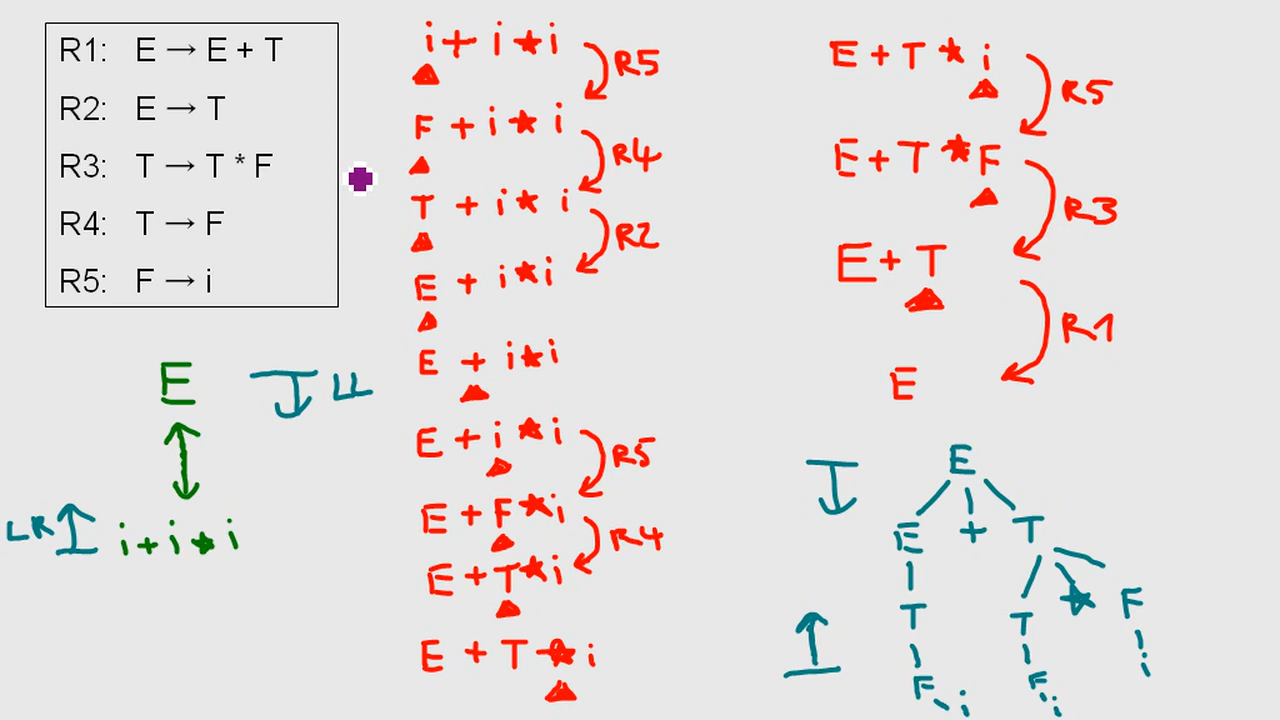 R1: E → E + T
R2: E → T
R3: T → T * F
R4: T → F
R5: F → i
E
LL
LR
i + i * i
i + i * i
R5
F + i * i
R4
T + i * i
R2
E + i * i
E + i * i
E + i * i
R5
E + F * i
R4
E + T * i
E + T * i
E + T * i
R5
E + T * F
R3
E + T
R1
E
E
E + T
T T * F
F i F i i